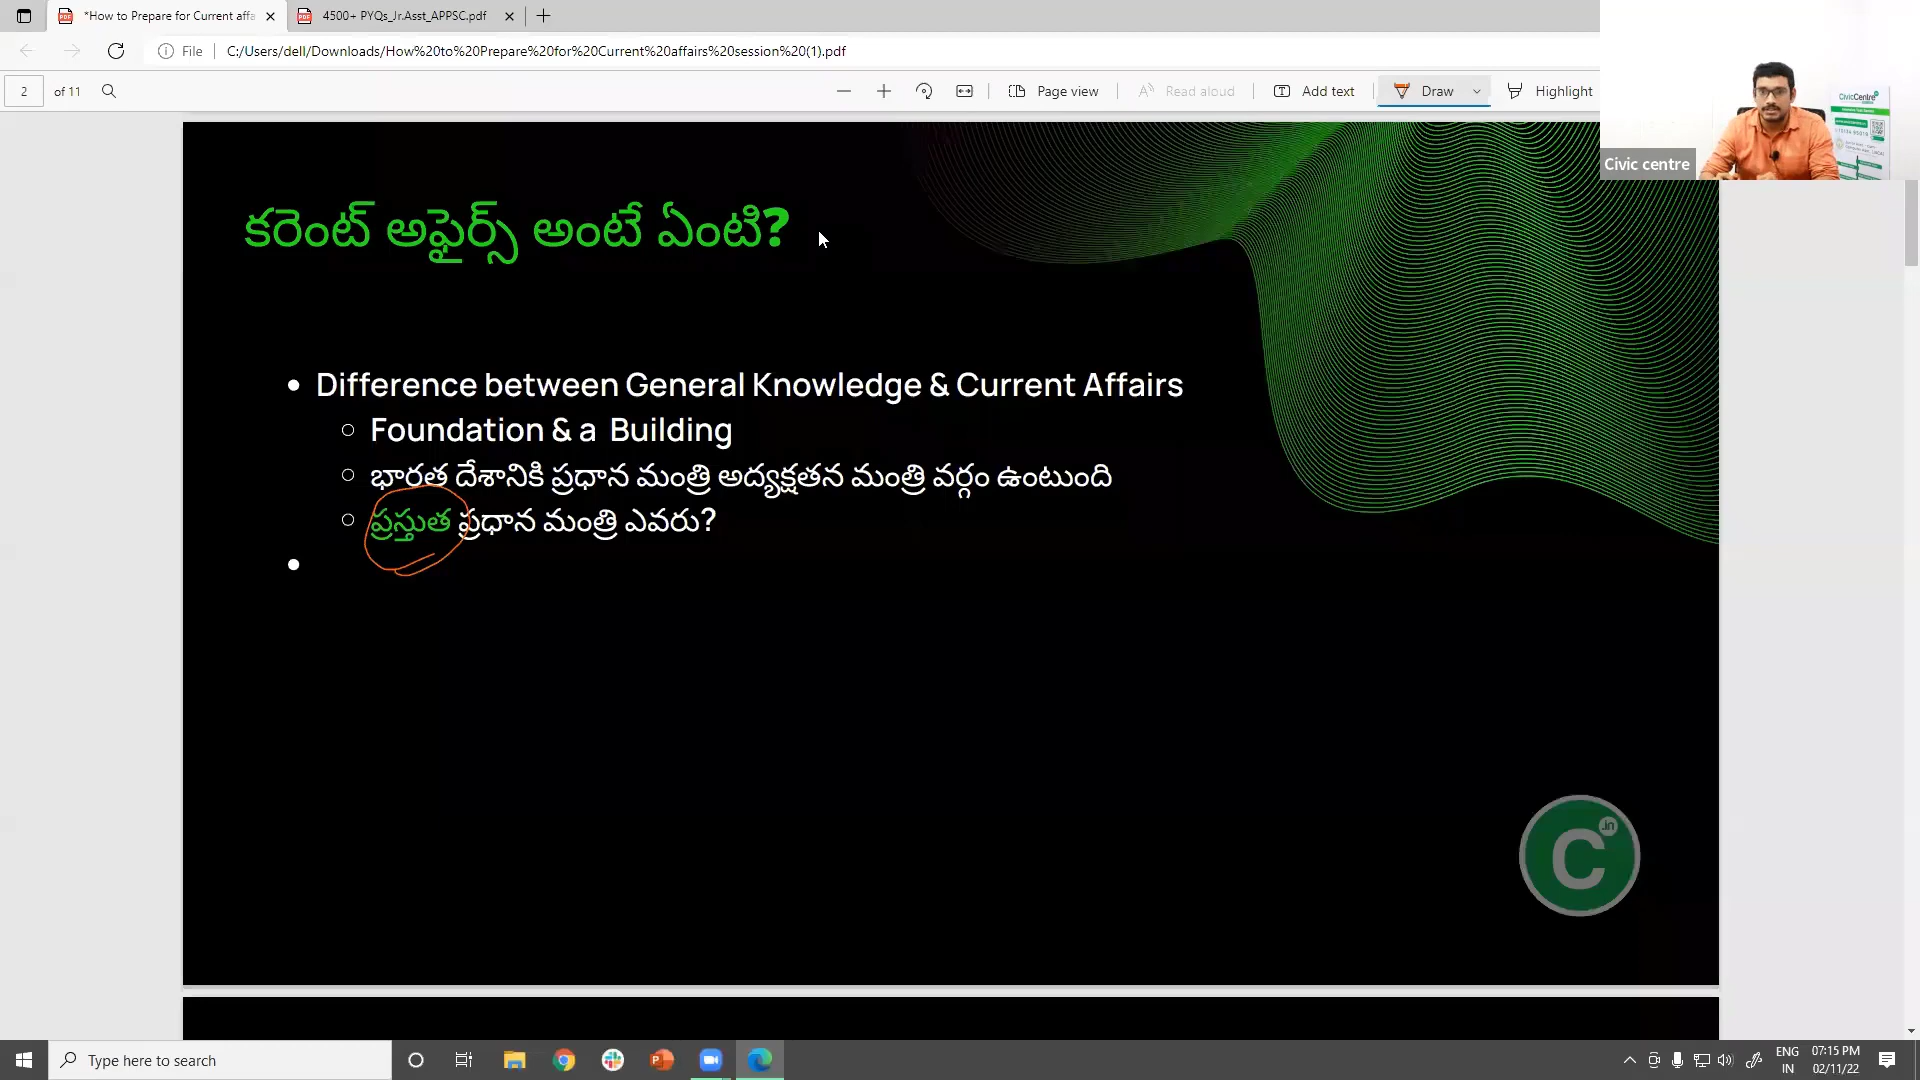 *How to Prepare for Current affa
4500+ PYQs_Jr.Asst_APPSC.pdf
File
C:/Users/dell/Downloads/How%20to%20Prepare%20for%20Current%20affairs%20session%20(1).pdf
2 of 11
Page view
Read aloud
Add text
Draw
Highlight
CivicCentre
Civic centre
కరెంట్ అఫైర్స్ అంటే ఏంటి?
Difference between General Knowledge & Current Affairs
Foundation & a Building
భారత దేశానికి ప్రధాన మంత్రి అద్యక్షతన మంత్రి వర్గం ఉంటుంది
ప్రస్తుత ప్రధాన మంత్రి ఎవరు?
C .in
Type here to search
ENG
IN
07:15 PM
02/11/22